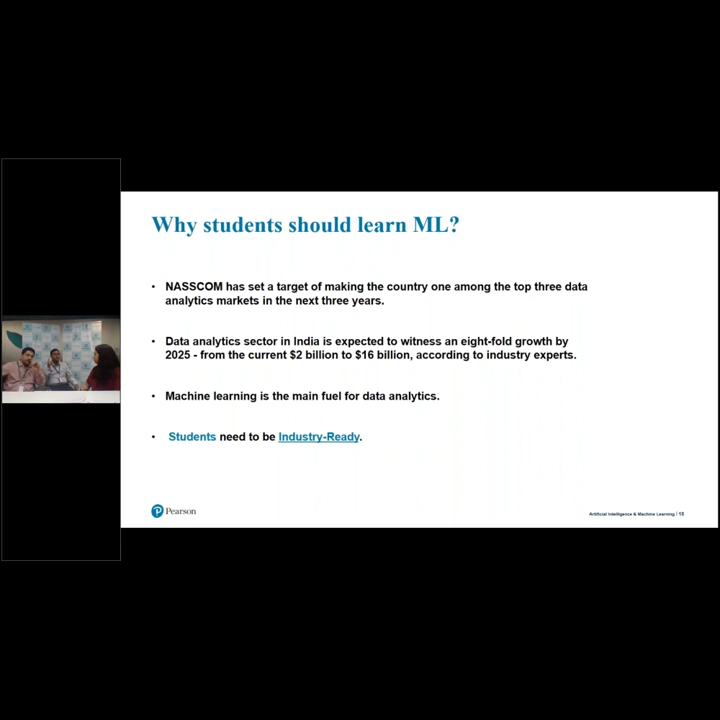 Why students should learn ML?
• NASSCOM has set a target of making the country one among the top three data
analytics markets in the next three years.
• Data analytics sector in India is expected to witness an eight-fold growth by
2025 - from the current $2 billion to $16 billion, according to industry experts.
• Machine learning is the main fuel for data analytics.
• Students need to be Industry-Ready.
P Pearson
Artificial Intelligence & Machine Learning | 15